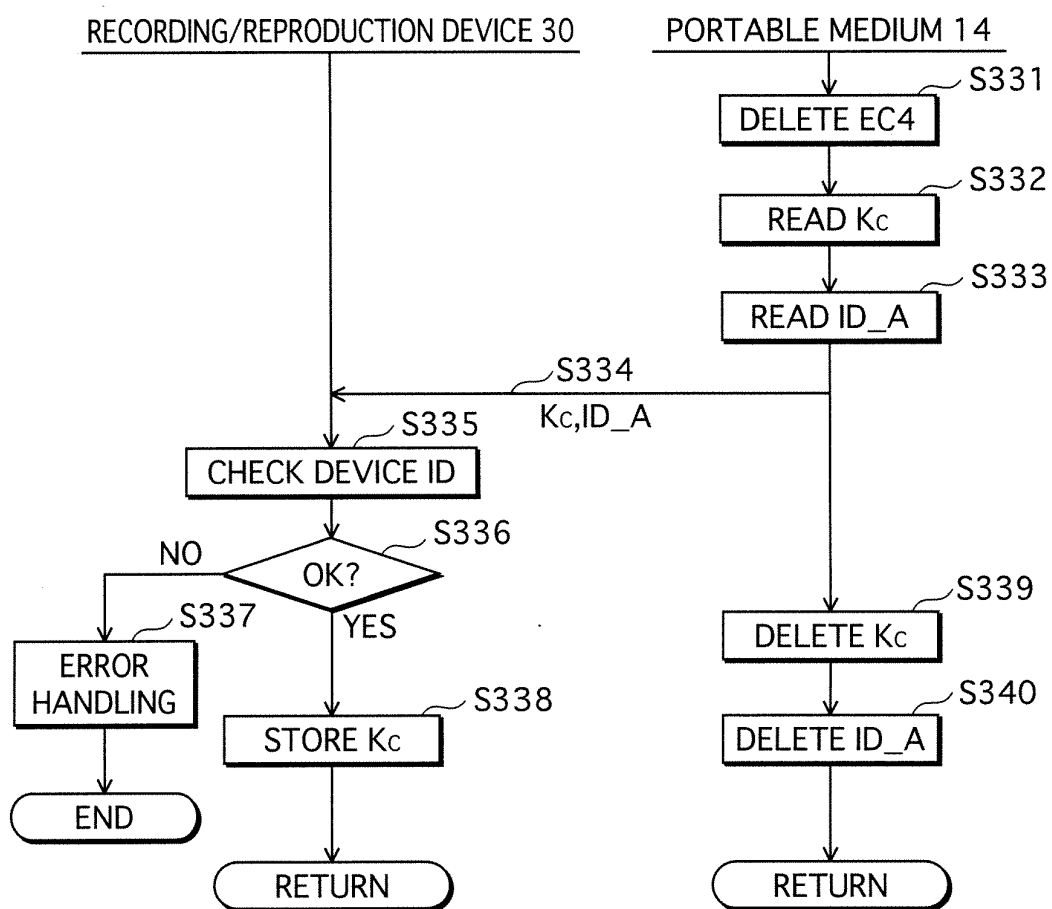 RECORDING/REPRODUCTION DEVICE 30
PORTABLE MEDIUM 14
S331
DELETE EC4
S332
READ Kc
S333
READ ID_A
S334
Kc,ID_A
S335
CHECK DEVICE ID
S336
NO
OK?
YES
S337
ERROR
HANDLING
S339
DELETE Kc
S338
STORE Kc
S340
DELETE ID_A
END
RETURN
RETURN